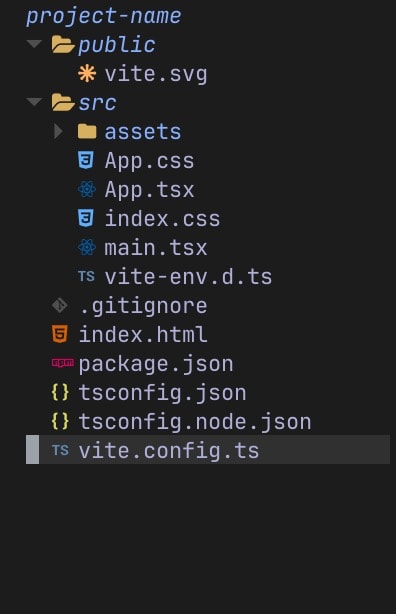 project-name
public
vite.svg
src
assets
App.css
App.tsx
index.css
main.tsx
TS vite-env.d.ts
.gitignore
index.html
npm package.json
{} tsconfig.json
{} tsconfig.node.json
TS vite.config.ts